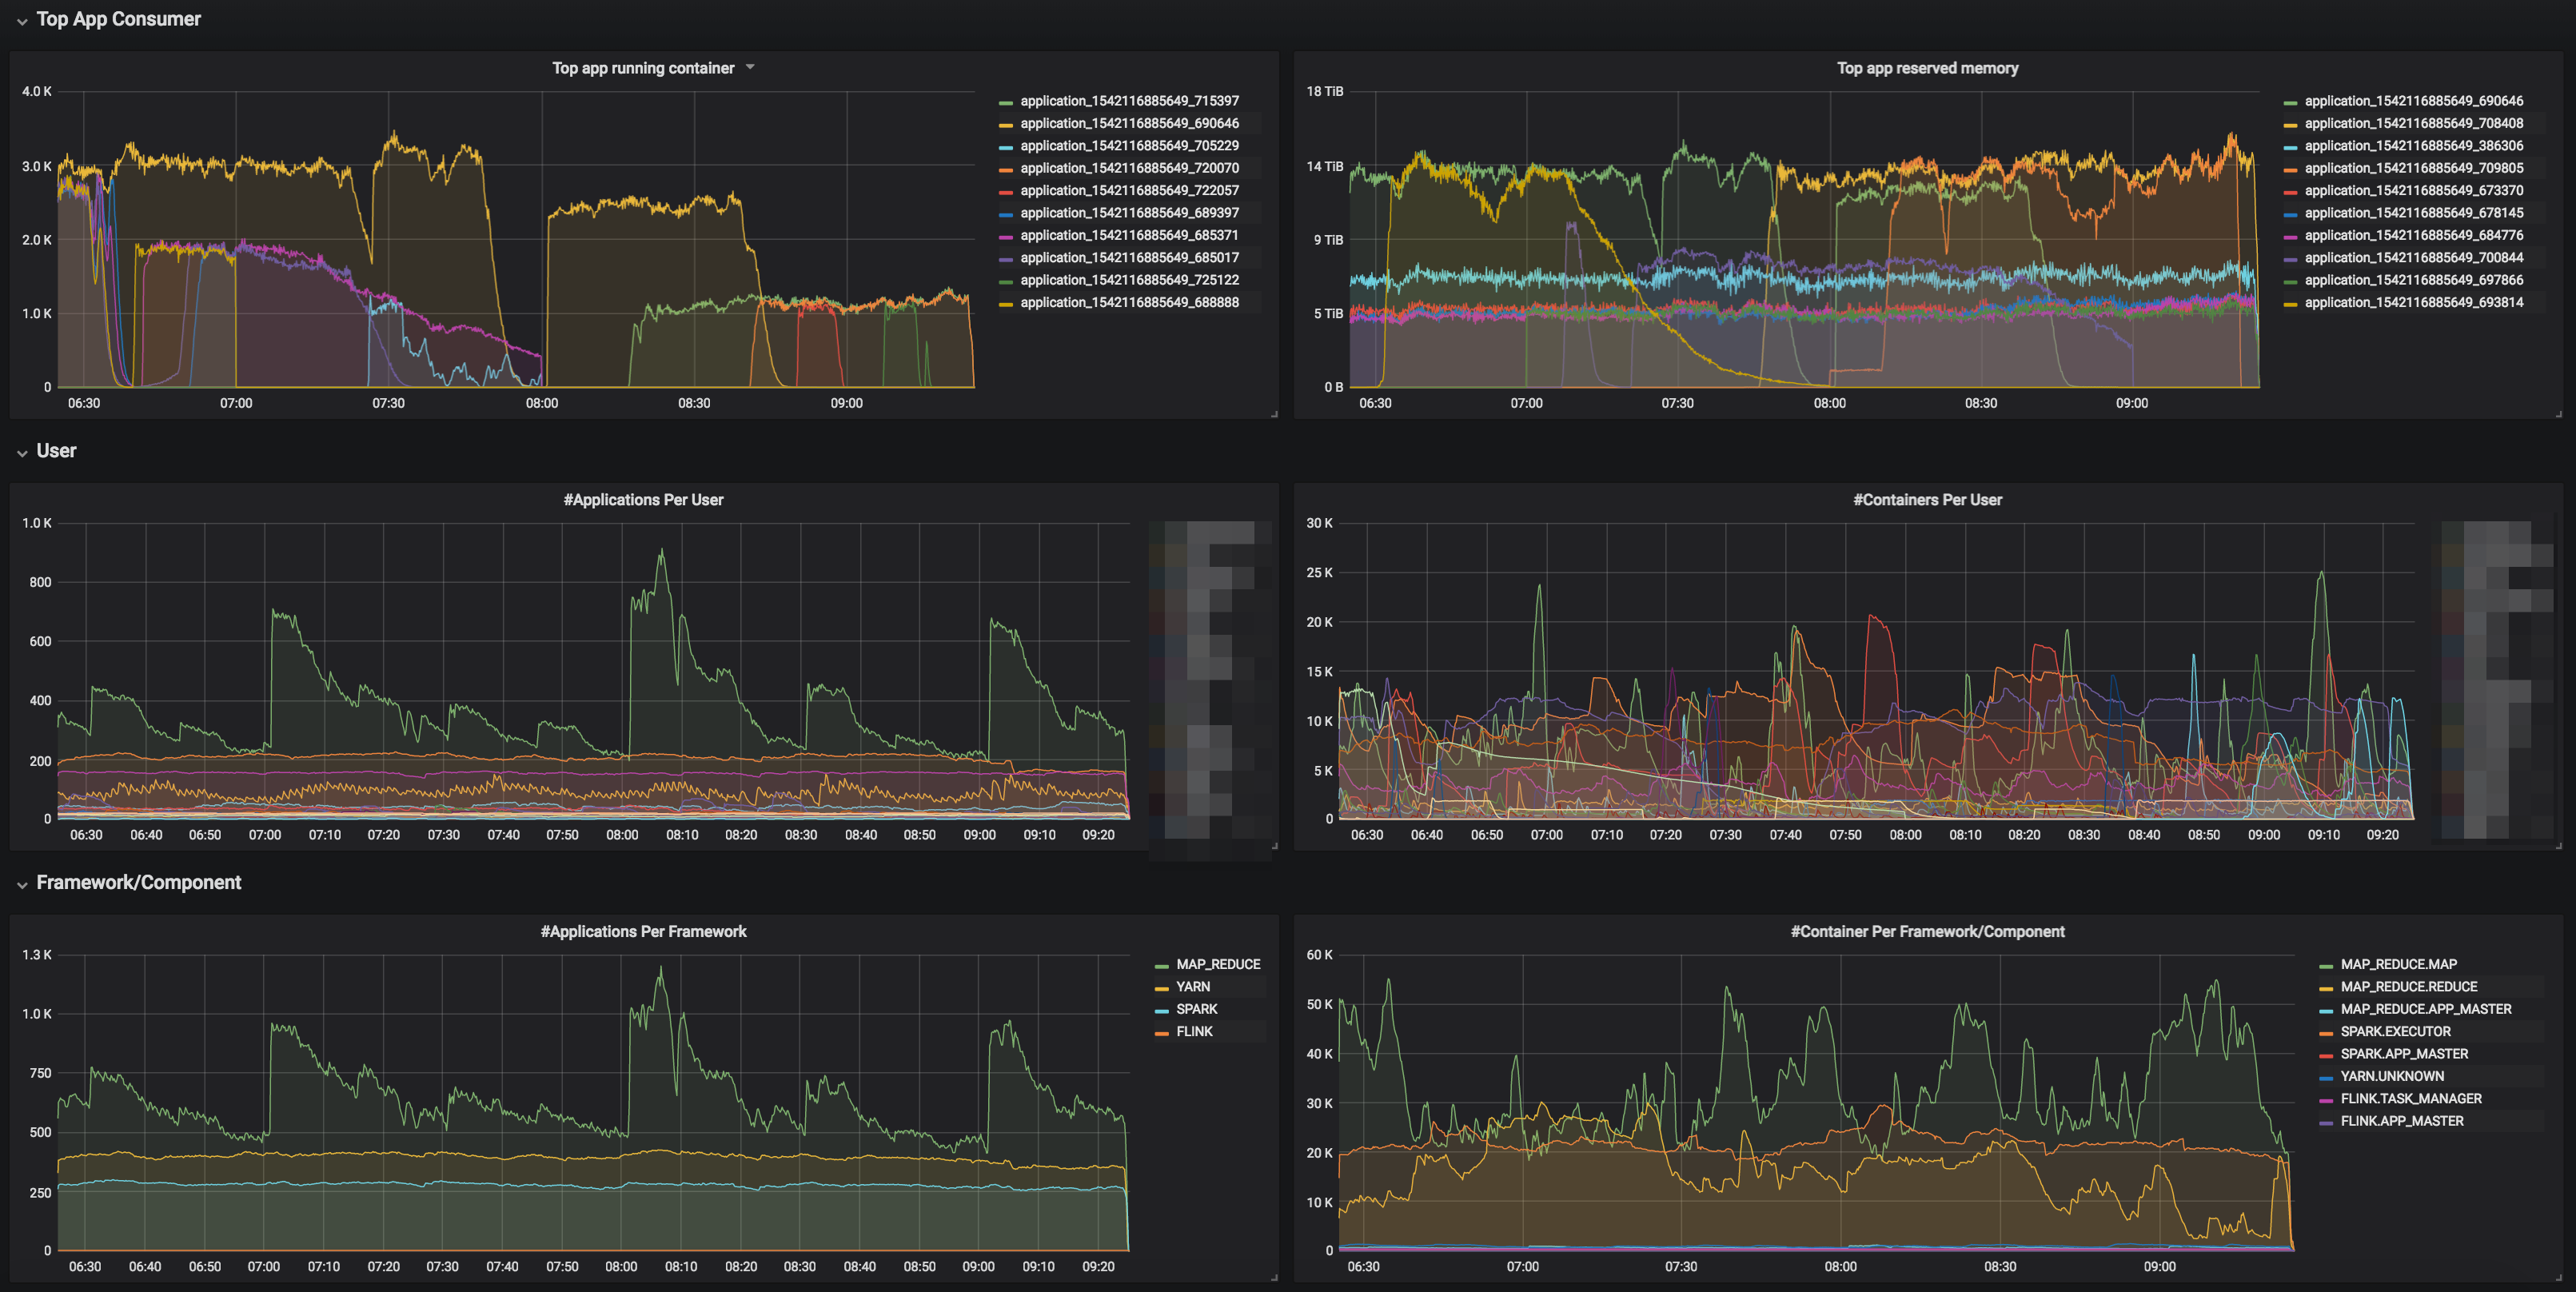 Top App Consumer
Top app running container
4.0 K
3.0 K
2.0 K
1.0 K
0
06:30 07:00 07:30 08:00 08:30 09:00
application_1542116885649_715397
application_1542116885649_690646
application_1542116885649_705229
application_1542116885649_720070
application_1542116885649_722057
application_1542116885649_689397
application_1542116885649_685371
application_1542116885649_685017
application_1542116885649_725122
application_1542116885649_688888
Top app reserved memory
18 TiB
14 TiB
9 TiB
5 TiB
0 B
06:30 07:00 07:30 08:00 08:30 09:00
application_1542116885649_690646
application_1542116885649_708408
application_1542116885649_386306
application_1542116885649_709805
application_1542116885649_673370
application_1542116885649_678145
application_1542116885649_684776
application_1542116885649_700844
application_1542116885649_697866
application_1542116885649_693814
User
#Applications Per User
1.0 K
800
600
400
200
0
06:30 06:40 06:50 07:00 07:10 07:20 07:30 07:40 07:50 08:00 08:10 08:20 08:30 08:40 08:50 09:00 09:10 09:20
#Containers Per User
30 K
25 K
20 K
15 K
10 K
5 K
0
06:30 06:40 06:50 07:00 07:10 07:20 07:30 07:40 07:50 08:00 08:10 08:20 08:30 08:40 08:50 09:00 09:10 09:20
Framework/Component
#Applications Per Framework
1.3 K
1.0 K
750
500
250
0
06:30 06:40 06:50 07:00 07:10 07:20 07:30 07:40 07:50 08:00 08:10 08:20 08:30 08:40 08:50 09:00 09:10 09:20
MAP_REDUCE
YARN
SPARK
FLINK
#Container Per Framework/Component
60 K
50 K
40 K
30 K
20 K
10 K
0
06:30 07:00 07:30 08:00 08:30 09:00
MAP_REDUCE.MAP
MAP_REDUCE.REDUCE
MAP_REDUCE.APP_MASTER
SPARK.EXECUTOR
SPARK.APP_MASTER
YARN.UNKNOWN
FLINK.TASK_MANAGER
FLINK.APP_MASTER